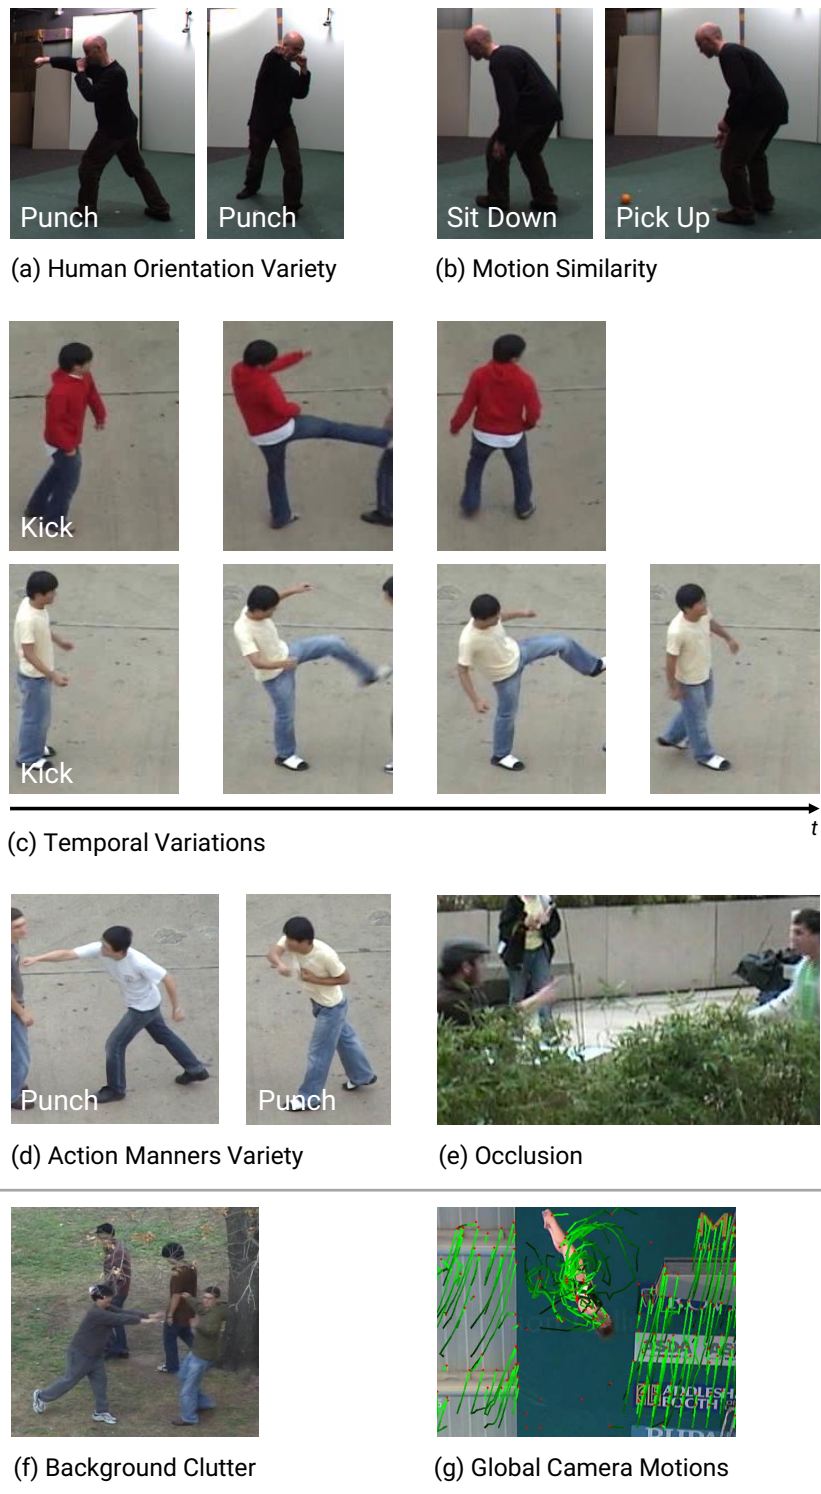 Punch
Punch
Sit Down
Pick Up
(a) Human Orientation Variety
(b) Motion Similarity
Kick
Kick
t
(c) Temporal Variations
Punch
Punch
(d) Action Manners Variety
(e) Occlusion
(f) Background Clutter
(g) Global Camera Motions